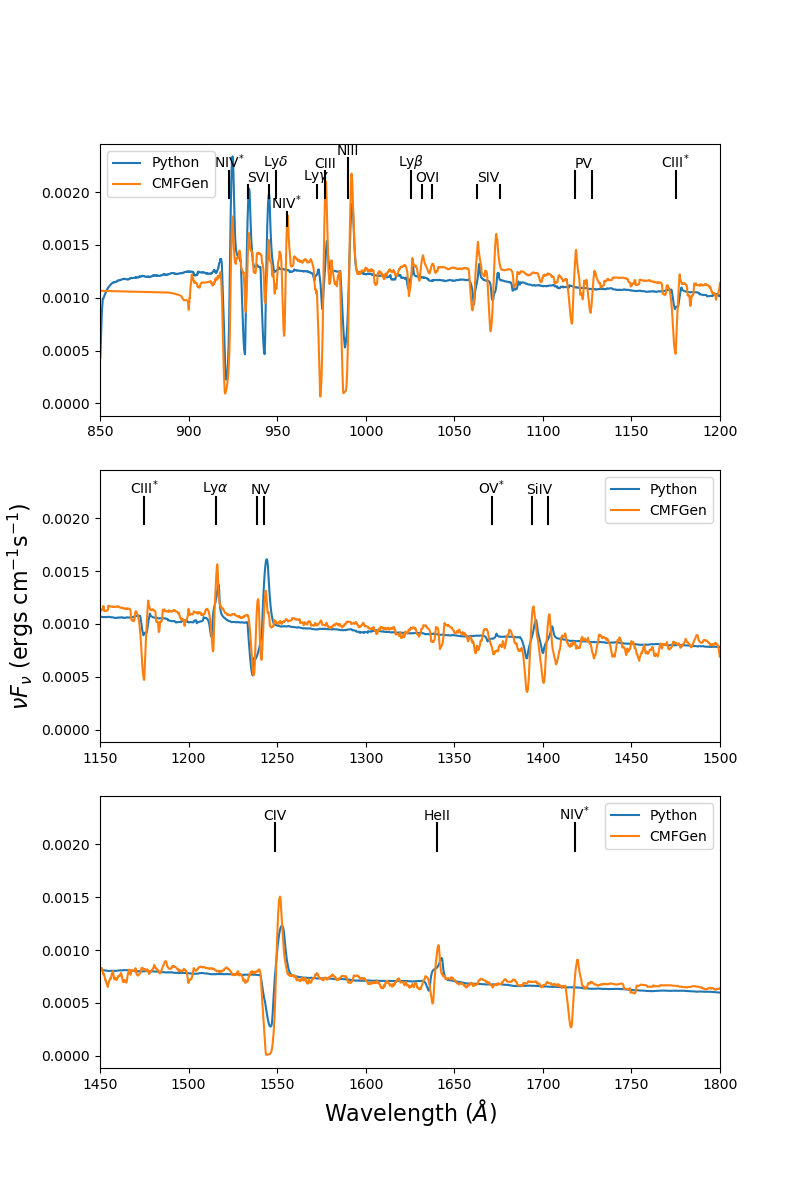 Python
CMFGen
NIV*
SVI
Lyδ
NIV*
Lyγ
CIII
NIII
Lyβ
OVI
SIV
PV
CIII*
0.0020
0.0015
0.0010
0.0005
0.0000
850 900 950 1000 1050 1100 1150 1200
CIII* Lyα NV OV* SiIV
Python
CMFGen
0.0020
0.0015
0.0010
0.0005
0.0000
1150 1200 1250 1300 1350 1400 1450 1500
νFν (ergs cm⁻¹s⁻¹)
CIV HeII NIV*
Python
CMFGen
0.0020
0.0015
0.0010
0.0005
0.0000
1450 1500 1550 1600 1650 1700 1750 1800
Wavelength (Å)